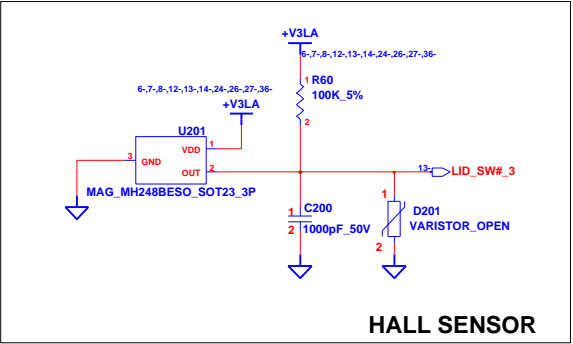 +V3LA
6-,7-,8-,12-,13-,14-,24-,26-,27-,36-
1
R60
100K_5%
2
6-,7-,8-,12-,13-,14-,24-,26-,27-,36-
+V3LA
U201
VDD 1
3 GND
OUT 2
MAG_MH248BESO_SOT23_3P
13- LID_SW#_3
1 C200
2 1000pF_50V
1
D201
VARISTOR_OPEN
2
HALL SENSOR